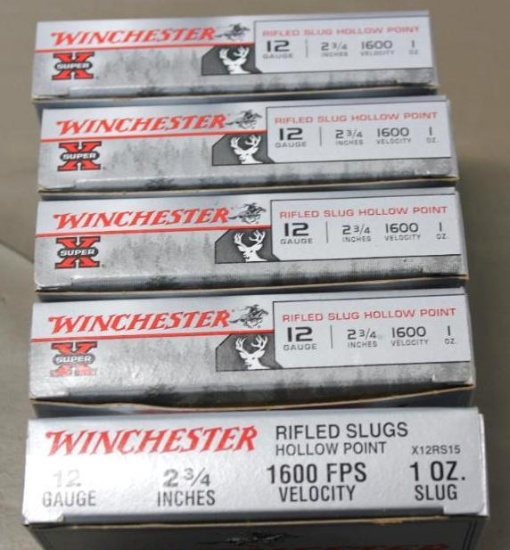 WINCHESTER
SUPER X
RIFLED SLUG HOLLOW POINT
12 2 3/4 1600 1
GAUGE INCHES VELOCITY OZ.
WINCHESTER
SUPER X
RIFLED SLUG HOLLOW POINT
12 2 3/4 1600 1
GAUGE INCHES VELOCITY OZ.
WINCHESTER
SUPER X
RIFLED SLUG HOLLOW POINT
12 2 3/4 1600 1
GAUGE INCHES VELOCITY OZ.
WINCHESTER
SUPER X
RIFLED SLUG HOLLOW POINT
12 2 3/4 1600 1
GAUGE INCHES VELOCITY OZ.
WINCHESTER
RIFLED SLUGS
HOLLOW POINT X12RS15
12 2 3/4 1600 FPS 1 OZ.
GAUGE INCHES VELOCITY SLUG